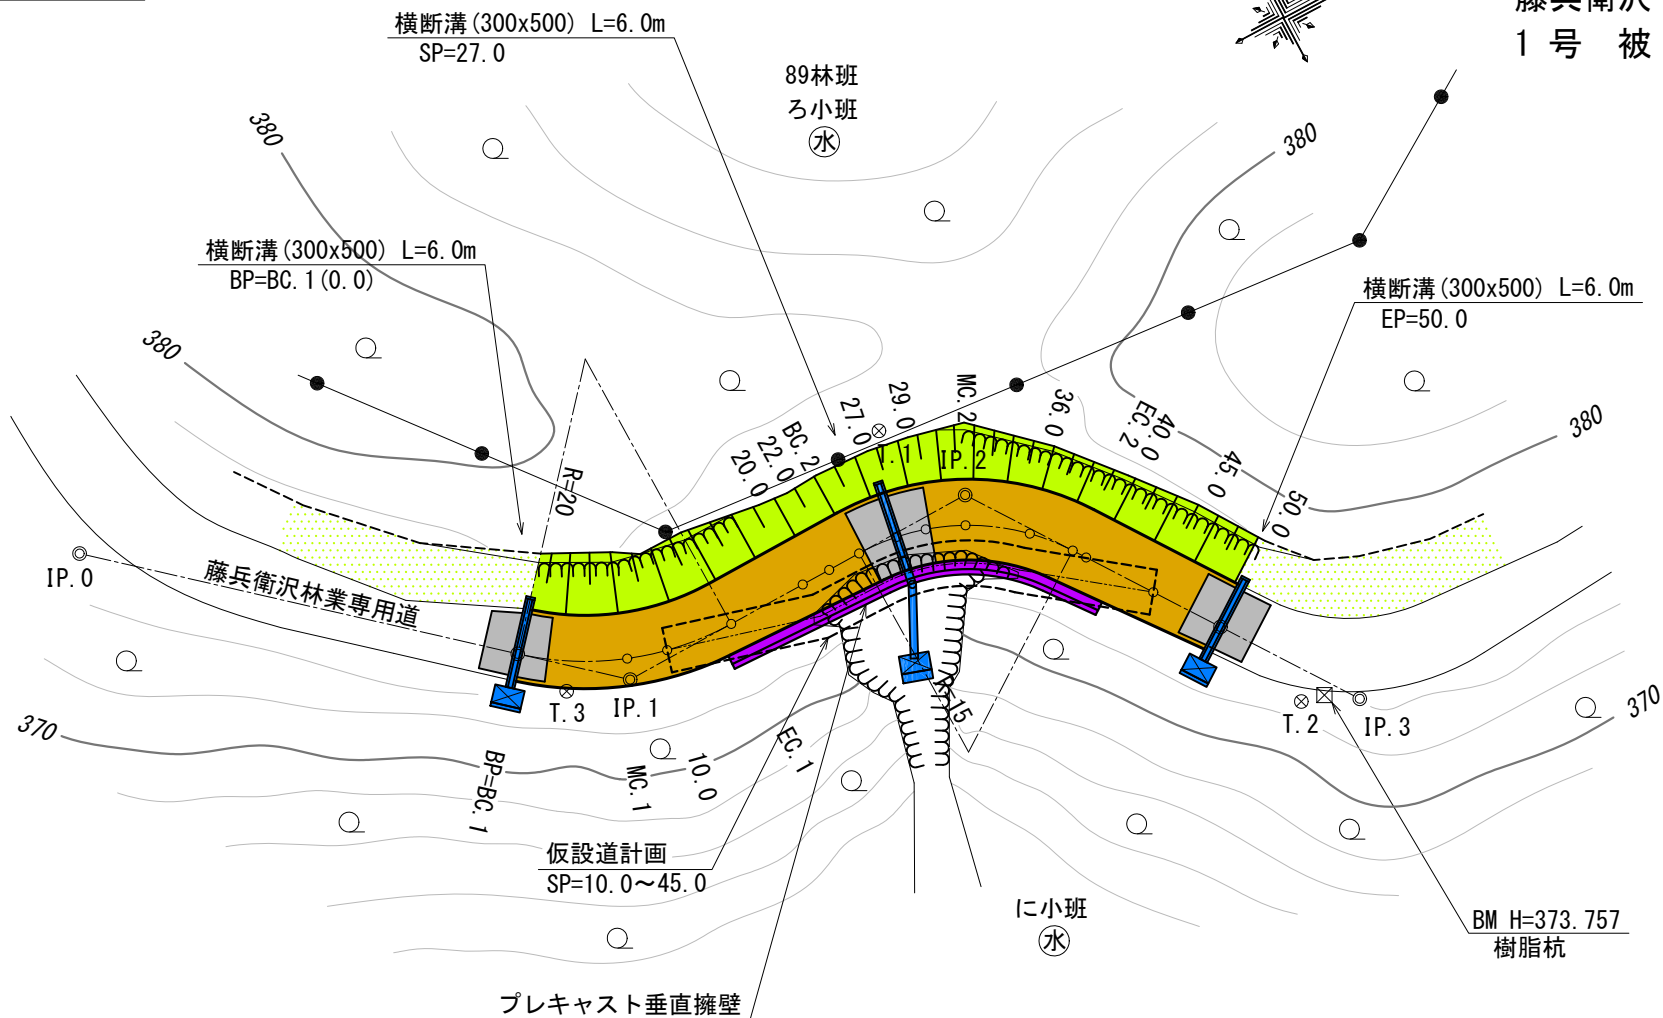 横断溝(300x500) L=6.0m
SP=27.0
藤兵衛沢
1 号 被
89林班
ろ小班
水
380
380
横断溝(300x500) L=6.0m
BP=BC.1(0.0)
横断溝(300x500) L=6.0m
EP=50.0
380
380
R=20
20.0
22.0
BC.2
27.0
29.0
MC.2
36.0
EC.2
40.0
45.0
50.0
T.1
IP.2
IP.0
藤兵衛沢林業専用道
T.3
IP.1
15
T.2
IP.3
370
370
BP=BC.1
MC.1
10.0
EC.1
仮設道計画
SP=10.0～45.0
に小班
水
BM H=373.757
樹脂杭
プレキャスト垂直擁壁